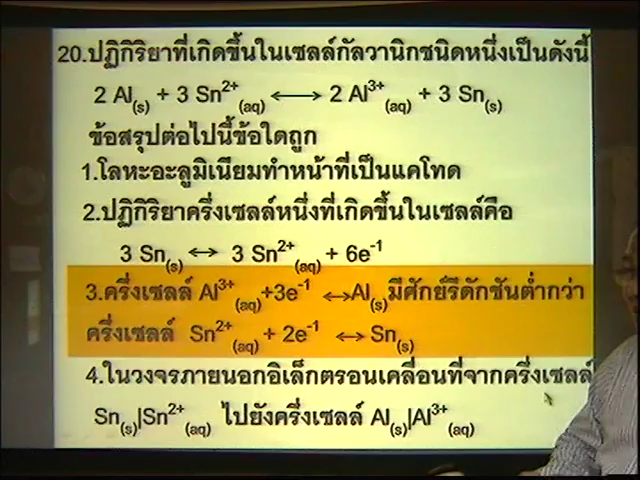 20.ปฏิกิริยาที่เกิดขึ้นในเซลล์กัลวานิกชนิดหนึ่งเป็นดังนี้
2 Al(s) + 3 Sn2+(aq) ⟷ 2 Al3+(aq) + 3 Sn(s)
ข้อสรุปต่อไปนี้ข้อใดถูก
1.โลหะอะลูมิเนียมทำหน้าที่เป็นแคโทด
2.ปฏิกิริยาครึ่งเซลล์หนึ่งที่เกิดขึ้นในเซลล์คือ
3 Sn(s) ↔ 3 Sn2+(aq) + 6e-1
3.ครึ่งเซลล์ Al3+(aq)+3e-1 ↔Al(s)มีศักย์รีดักชันต่ำกว่า
ครึ่งเซลล์ Sn2+(aq) + 2e-1 ↔ Sn(s)
4.ในวงจรภายนอกอิเล็กตรอนเคลื่อนที่จากครึ่งเซลล์
Sn(s)|Sn2+(aq) ไปยังครึ่งเซลล์ Al(s)|Al3+(aq)